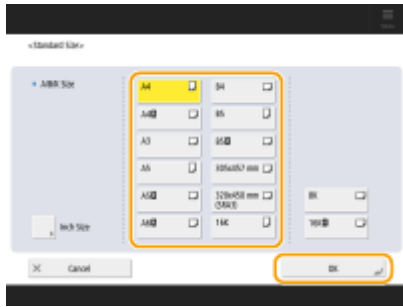 <Standard Size>
A/B/K Size
A4
B4
A4R
B5
A3
B5R
A5
305x457 mm
A5R
320x450 mm
(SRA3)
8K
A6R
16K
16KR
Inch Size
Cancel
OK